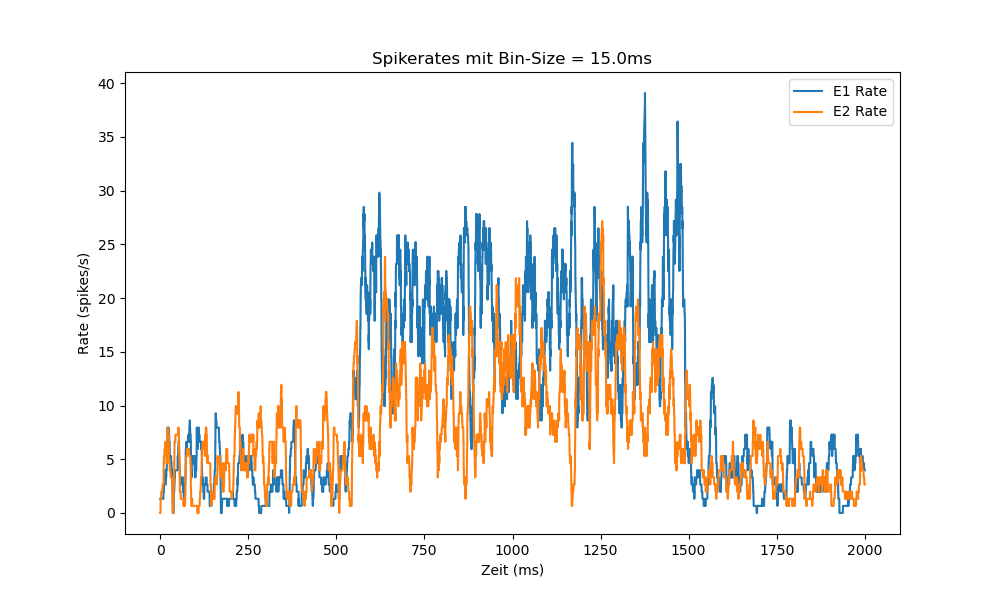 Spikerates mit Bin-Size = 15.0ms
E1 Rate
E2 Rate
40
35
30
25
20
15
10
5
0
Rate (spikes/s)
0 250 500 750 1000 1250 1500 1750 2000
Zeit (ms)